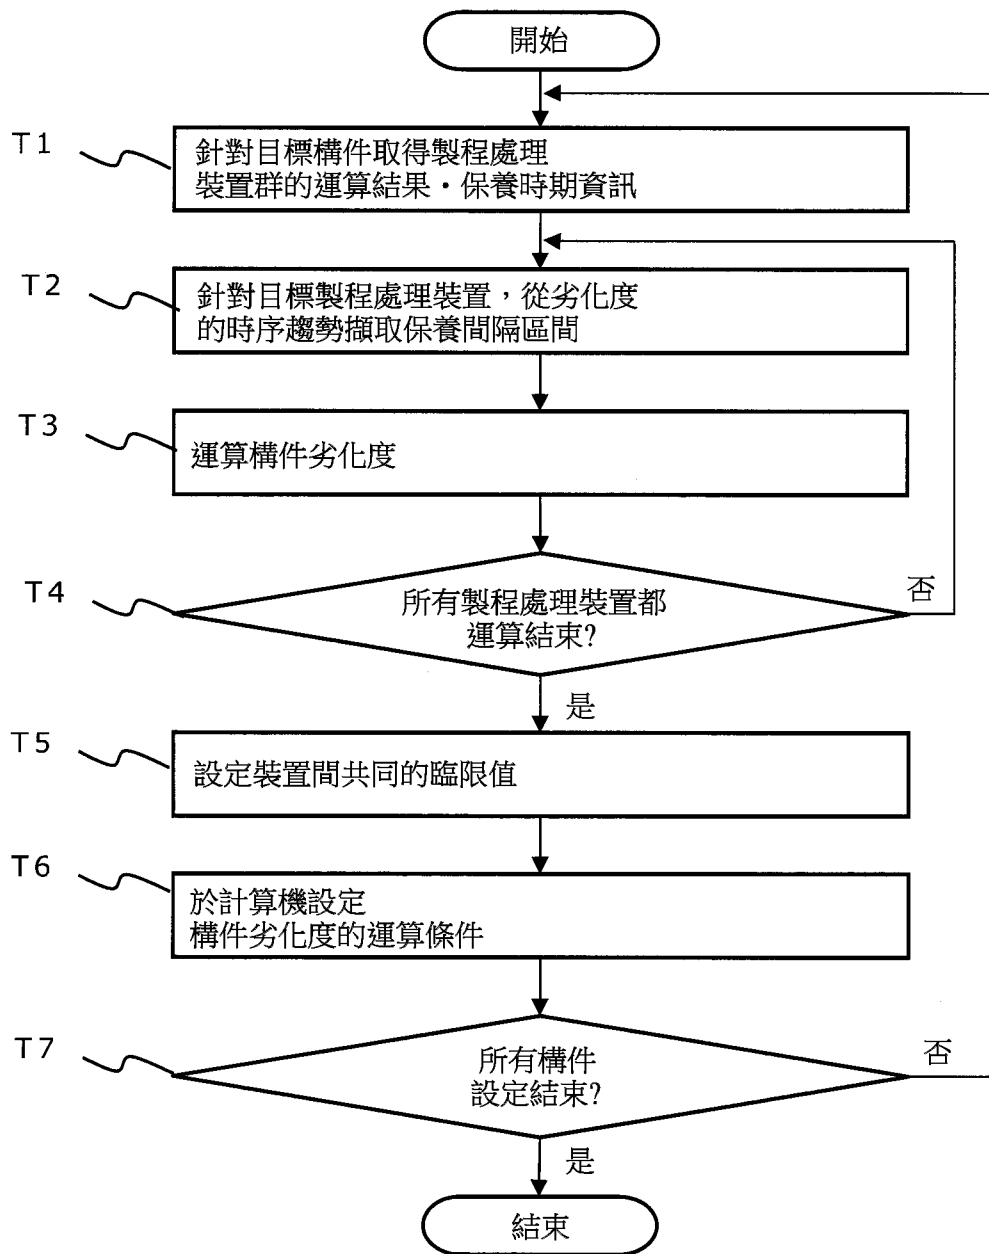 開始
T1
針對目標構件取得製程處理
裝置群的運算結果・保養時期資訊
T2
針對目標製程處理裝置，從劣化度
的時序趨勢擷取保養間隔區間
T3
運算構件劣化度
T4
所有製程處理裝置都
運算結束?
否
是
T5
設定裝置間共同的臨限值
T6
於計算機設定
構件劣化度的運算條件
T7
所有構件
設定結束?
否
是
結束